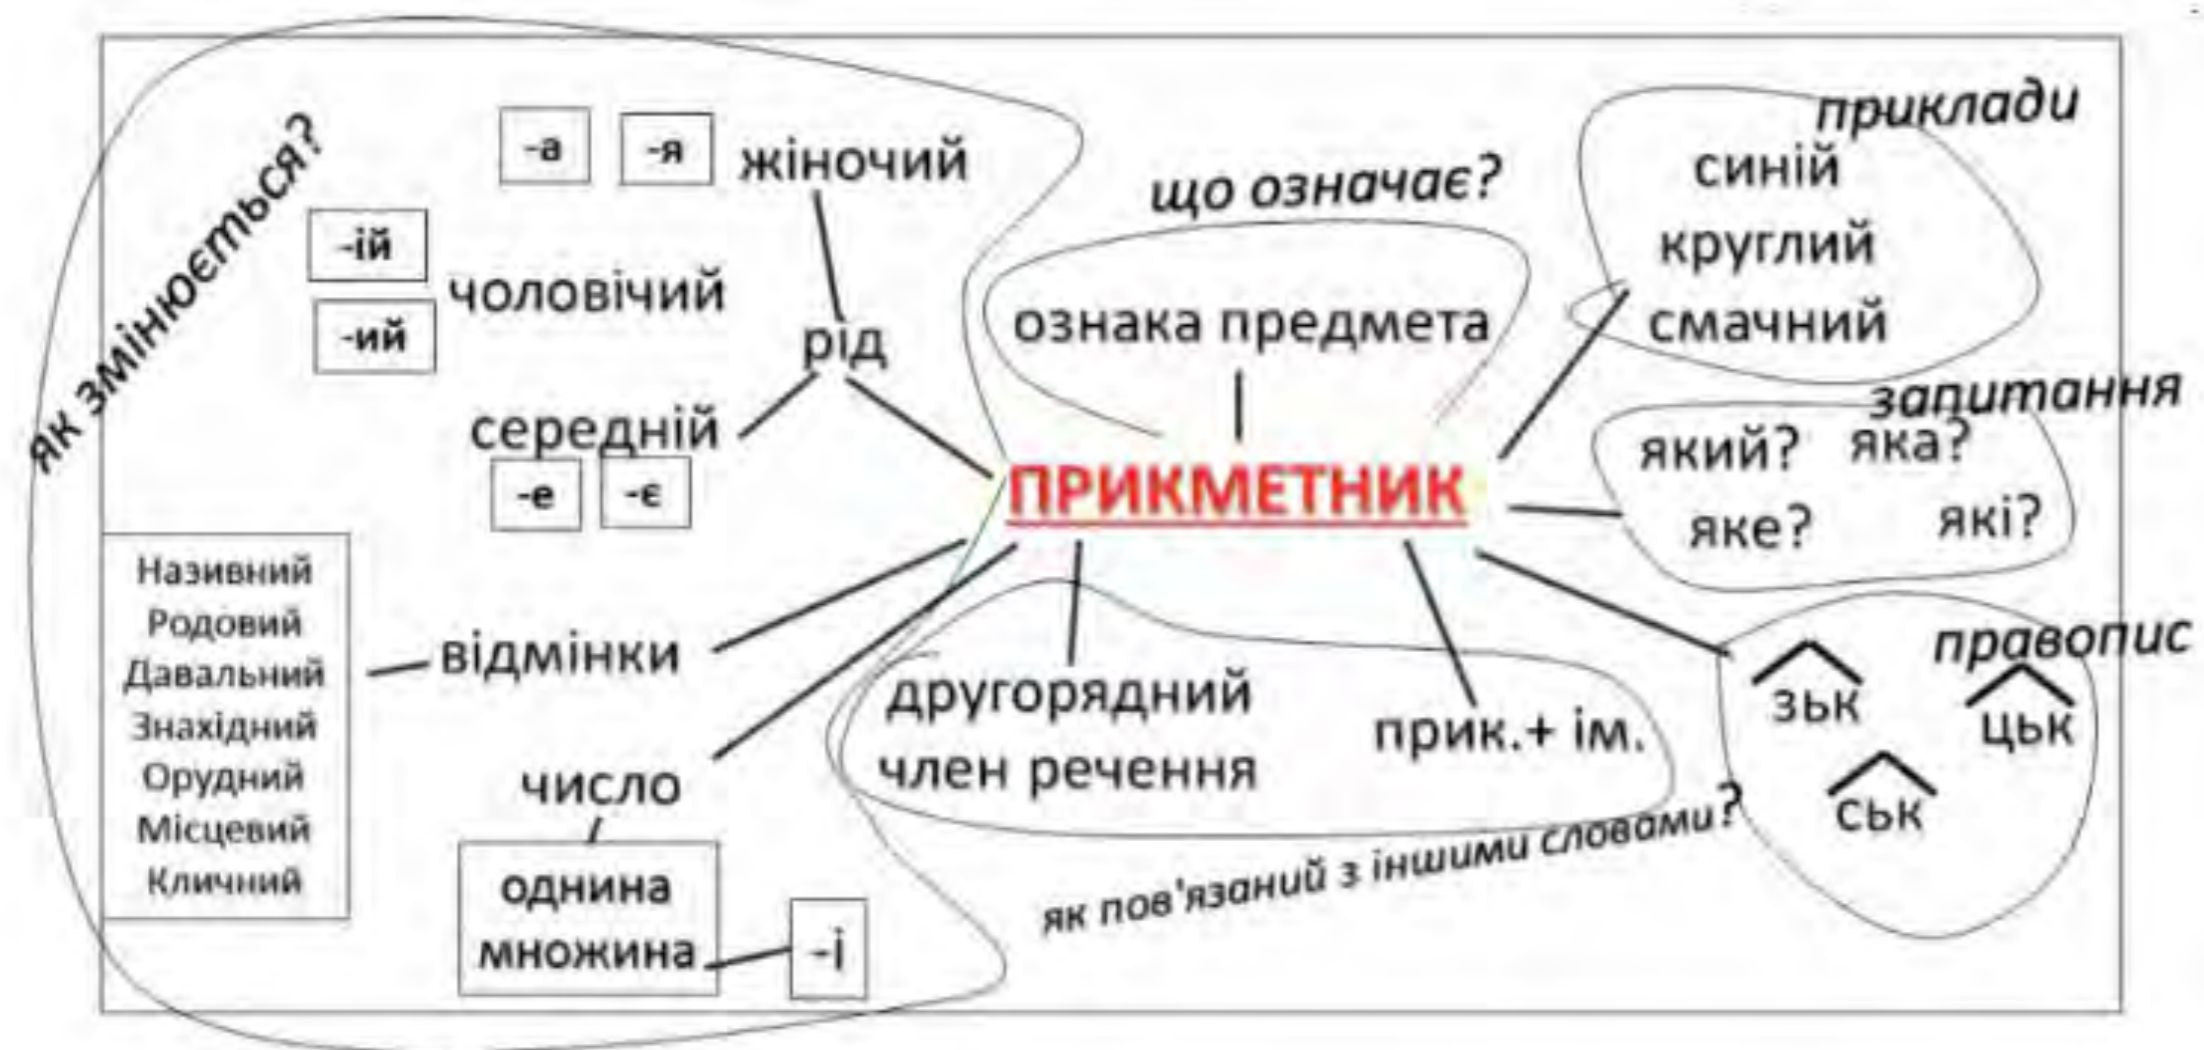 як змінюється?
-а -я жіночий
-ій
чоловічий
-ий
рід
середній
-е -є
Називний
Родовий
Давальний
Знахідний
Орудний
Місцевий
Кличний
відмінки
число
однина
множина
-і
що означає?
ознака предмета
ПРИКМЕТНИК
приклади
синій
круглий
смачний
запитання
який? яка?
яке? які?
правопис
зьк
цьк
ськ
другорядний
член речення
прик.+ ім.
як пов'язаний з іншими словами?